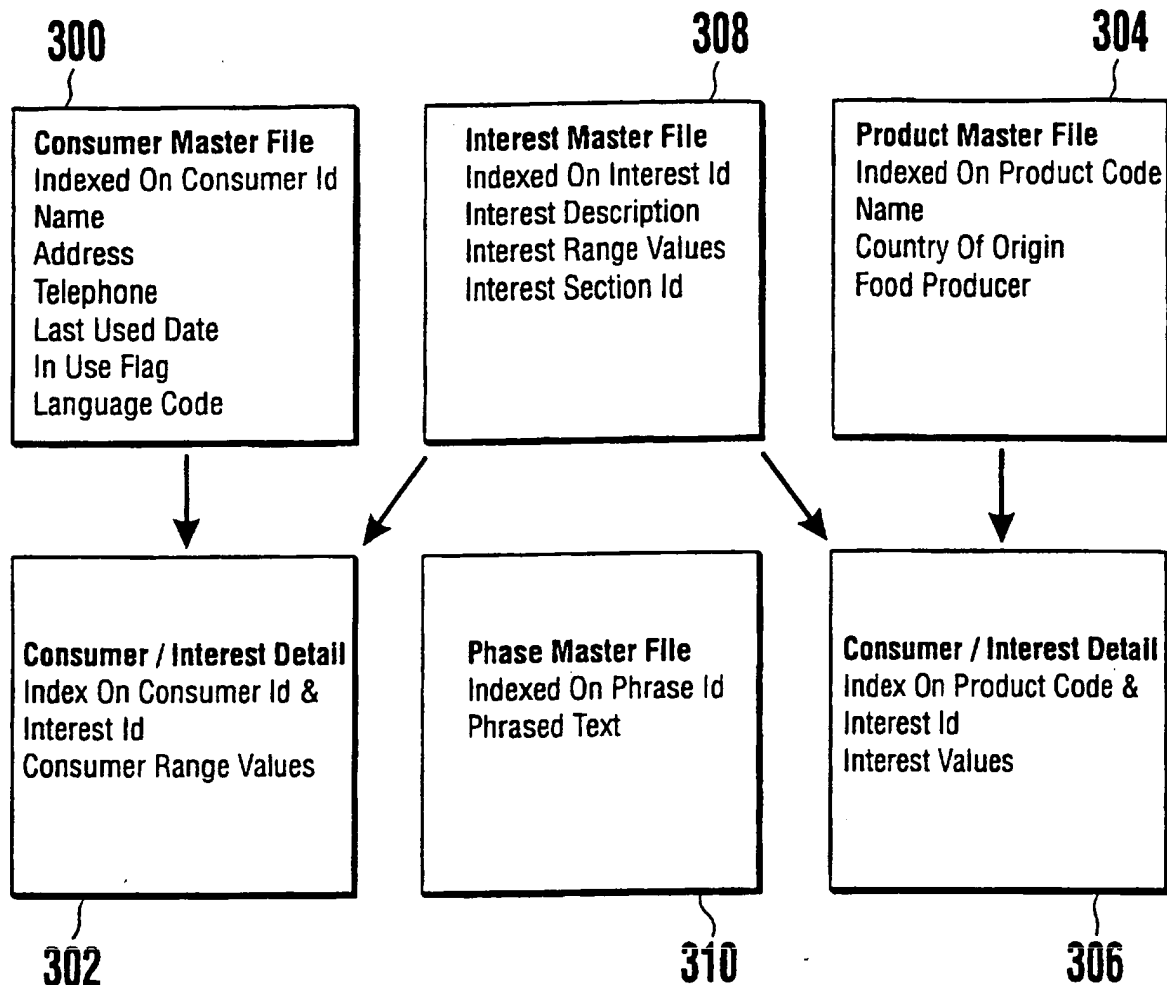 300
308
304
Consumer Master File
Indexed On Consumer Id
Name
Address
Telephone
Last Used Date
In Use Flag
Language Code
Interest Master File
Indexed On Interest Id
Interest Description
Interest Range Values
Interest Section Id
Product Master File
Indexed On Product Code
Name
Country Of Origin
Food Producer
Consumer / Interest Detail
Index On Consumer Id &
Interest Id
Consumer Range Values
Phase Master File
Indexed On Phrase Id
Phrased Text
Consumer / Interest Detail
Index On Product Code &
Interest Id
Interest Values
302
310
306